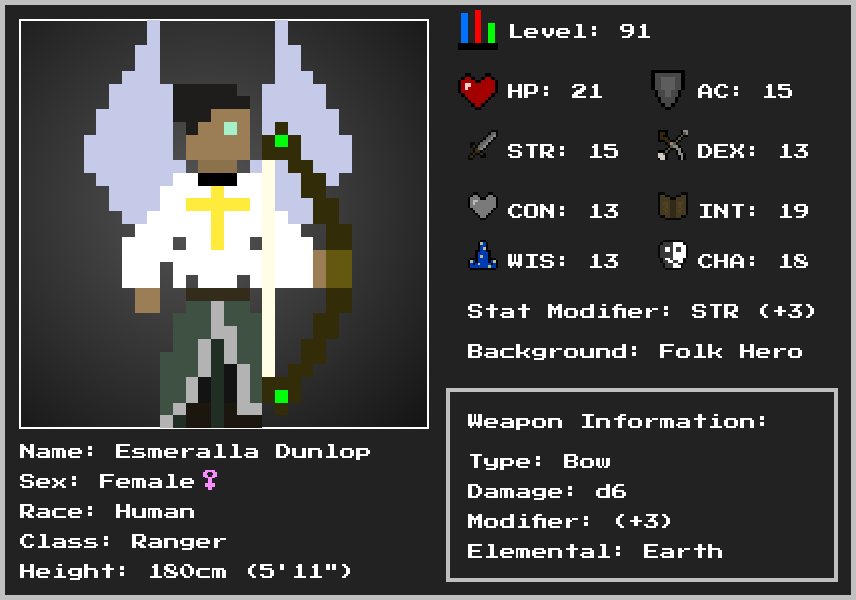 Level: 91
HP: 21 AC: 15
STR: 15 DEX: 13
CON: 13 INT: 19
WIS: 13 CHA: 18
Stat Modifier: STR (+3)
Background: Folk Hero
Weapon Information:
Type: Bow
Damage: d6
Modifier: (+3)
Elemental: Earth
Name: Esmeralla Dunlop
Sex: Female♀
Race: Human
Class: Ranger
Height: 180cm (5'11")